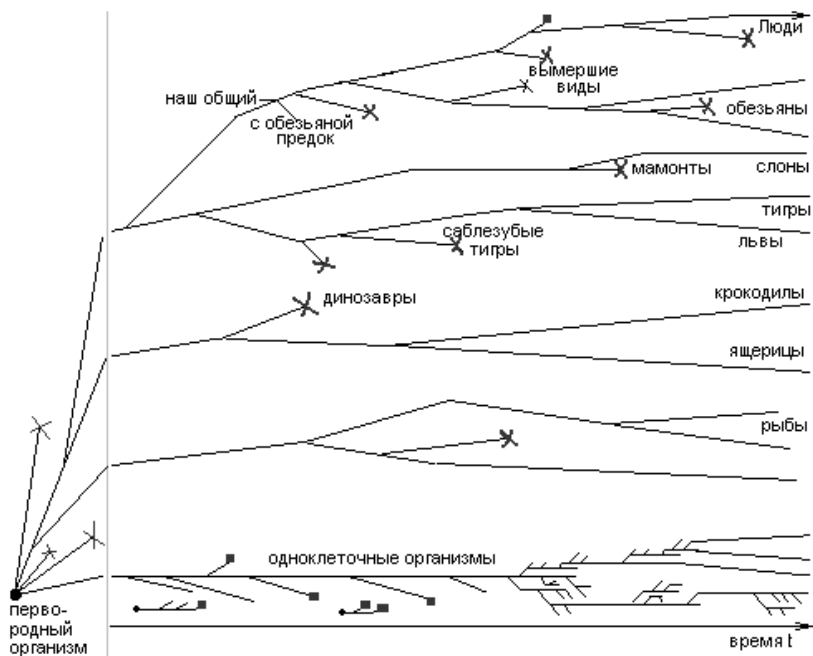 Люди
вымершие
виды
наш общий
с обезьяной
предок
обезьяны
мамонты
слоны
тигры
саблезубые
тигры
львы
динозавры
крокодилы
ящерицы
рыбы
одноклеточные организмы
перво-
родный
организм
время t